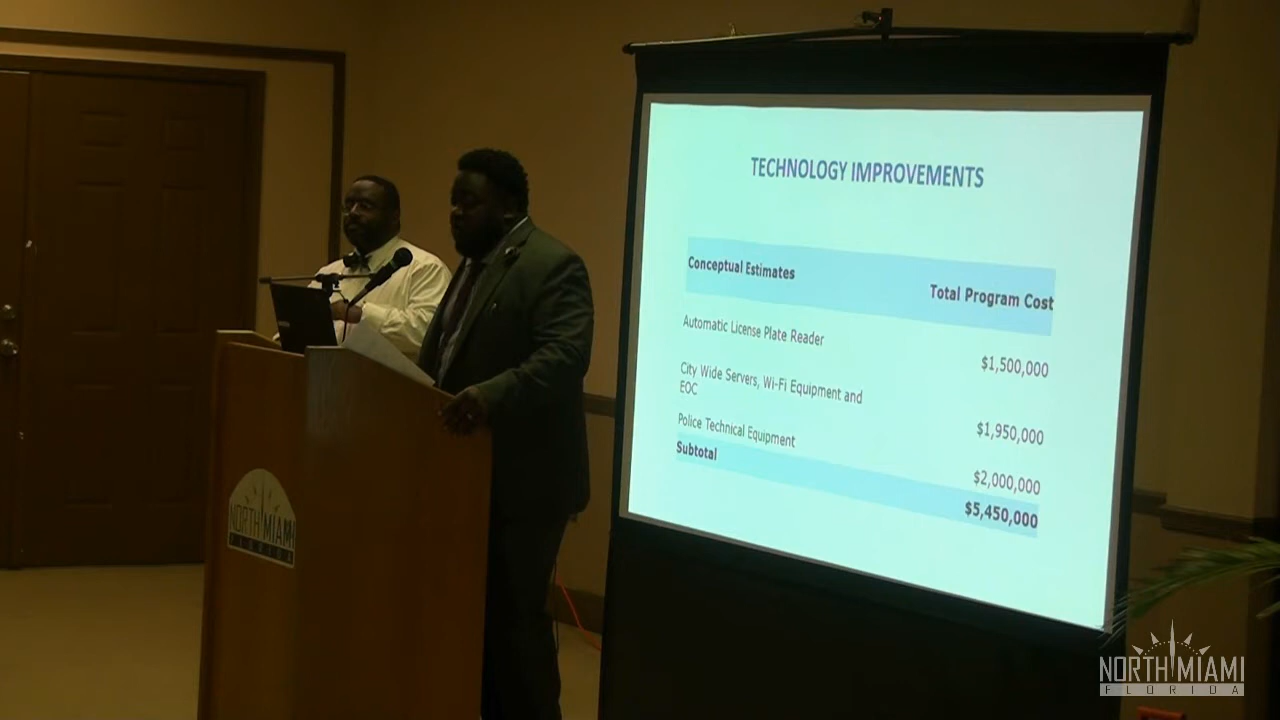 TECHNOLOGY IMPROVEMENTS
Conceptual Estimates
Total Program Cost
Automatic License Plate Reader
$1,500,000
City Wide Servers, Wi-Fi Equipment and
EOC
$1,950,000
Police Technical Equipment
$2,000,000
Subtotal
$5,450,000
NORTH MIAMI
FLORIDA
NORTH MIAMI
FLORIDA